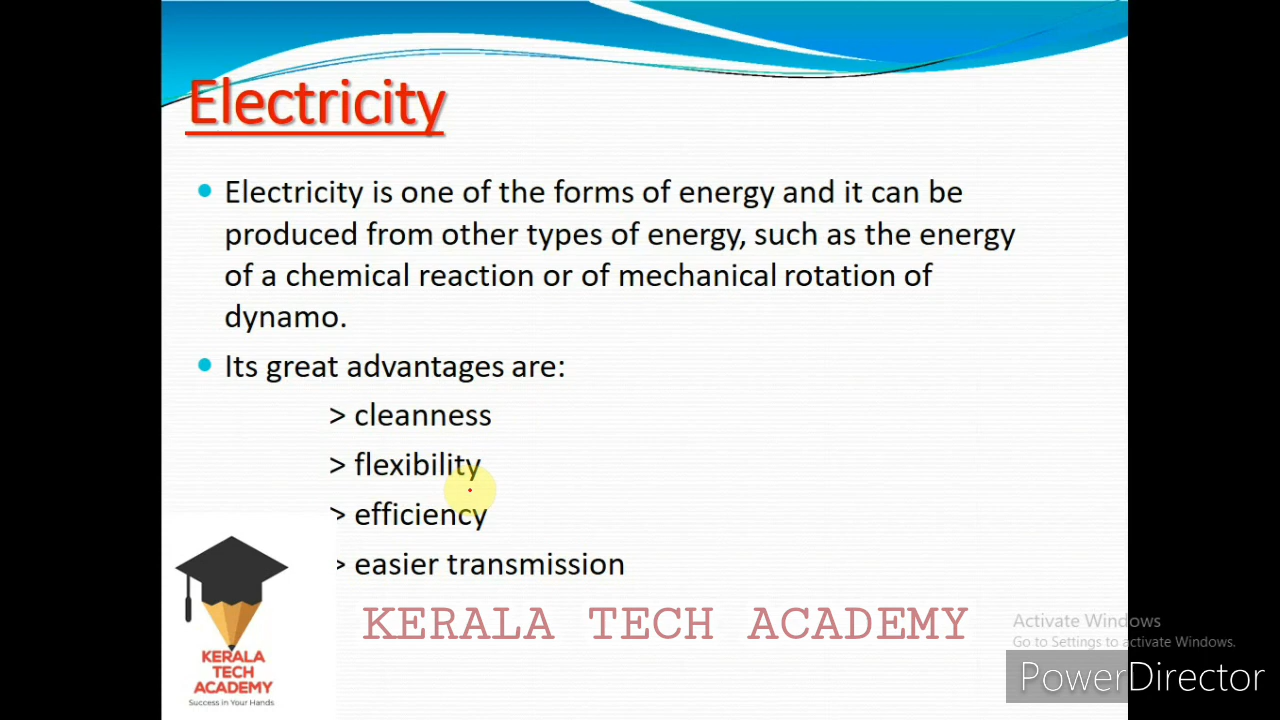 Electricity
Electricity is one of the forms of energy and it can be
produced from other types of energy, such as the energy
of a chemical reaction or of mechanical rotation of
dynamo.
Its great advantages are:
> cleanness
> flexibility
> efficiency
> easier transmission
KERALA TECH ACADEMY
KERALA
TECH
ACADEMY
Success in Your Hands
Activate Windows
Go to Settings to activate Windows.
PowerDirector